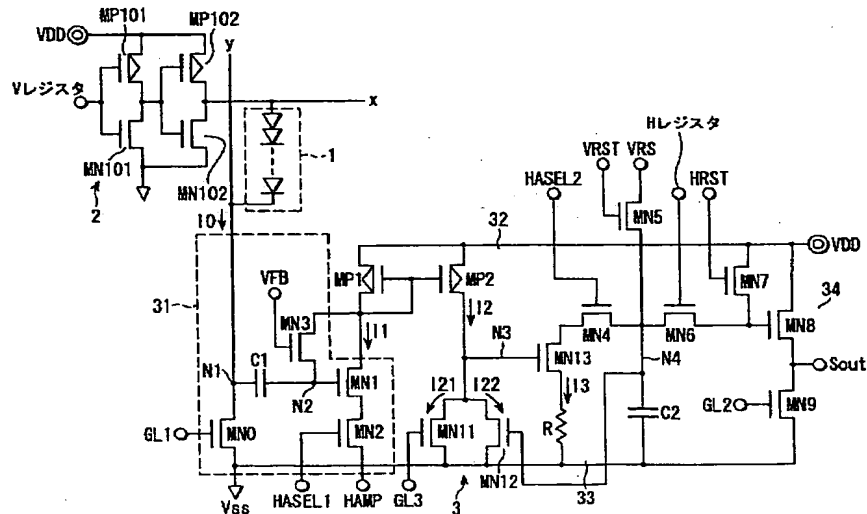 MP101
MP102
VDD
y
Vレジスタ
x
MN101
MN102
1
2
I0
Hレジスタ
VRST VRS
HASEL2
HRST
MN5
32
VDD
31
VFB
MP1
MP2
MN7
34
MN3
I2
MN4
MN6
MN8
I1
N3
MN13
N4
Sout
N1
C1
N2
MN1
I21
I22
I3
C2
GL2
MN9
GL1
MN0
MN2
MN11
R
MN12
Vss
HASEL1
HAMP
GL3
3
33